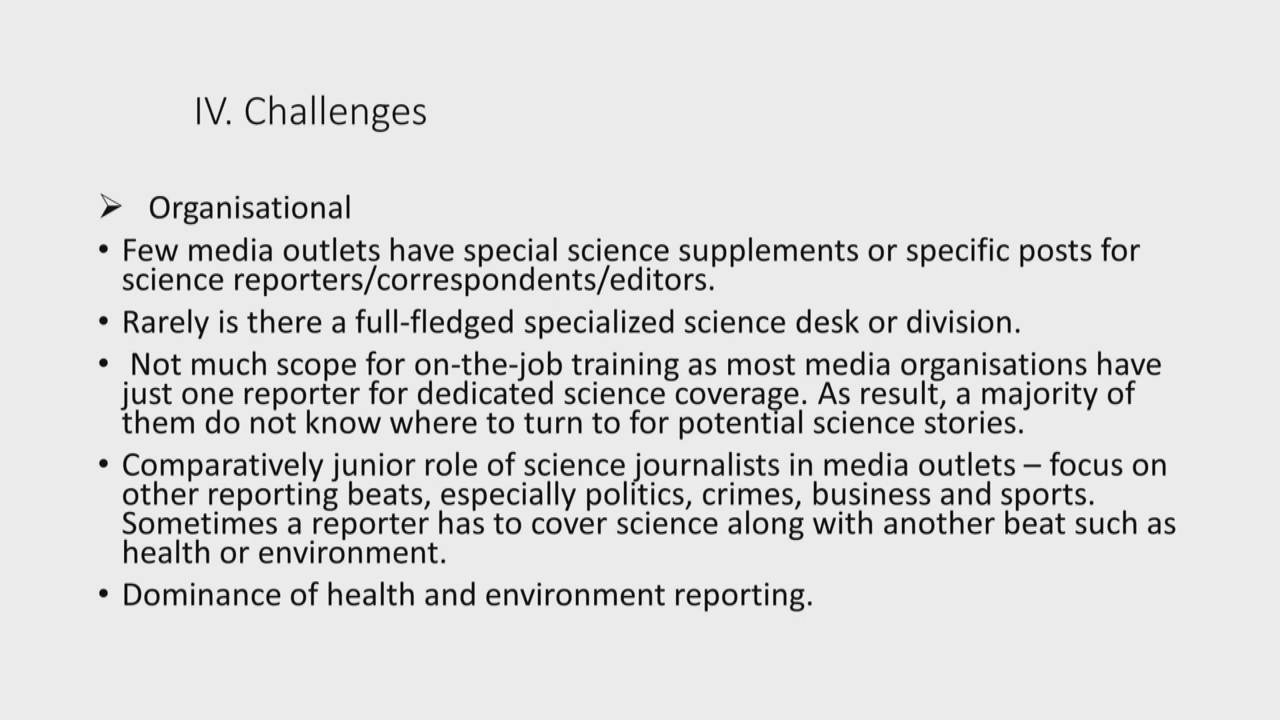 IV. Challenges
➢ Organisational
• Few media outlets have special science supplements or specific posts for
science reporters/correspondents/editors.
• Rarely is there a full-fledged specialized science desk or division.
• Not much scope for on-the-job training as most media organisations have
just one reporter for dedicated science coverage. As result, a majority of
them do not know where to turn to for potential science stories.
• Comparatively junior role of science journalists in media outlets – focus on
other reporting beats, especially politics, crimes, business and sports.
Sometimes a reporter has to cover science along with another beat such as
health or environment.
• Dominance of health and environment reporting.